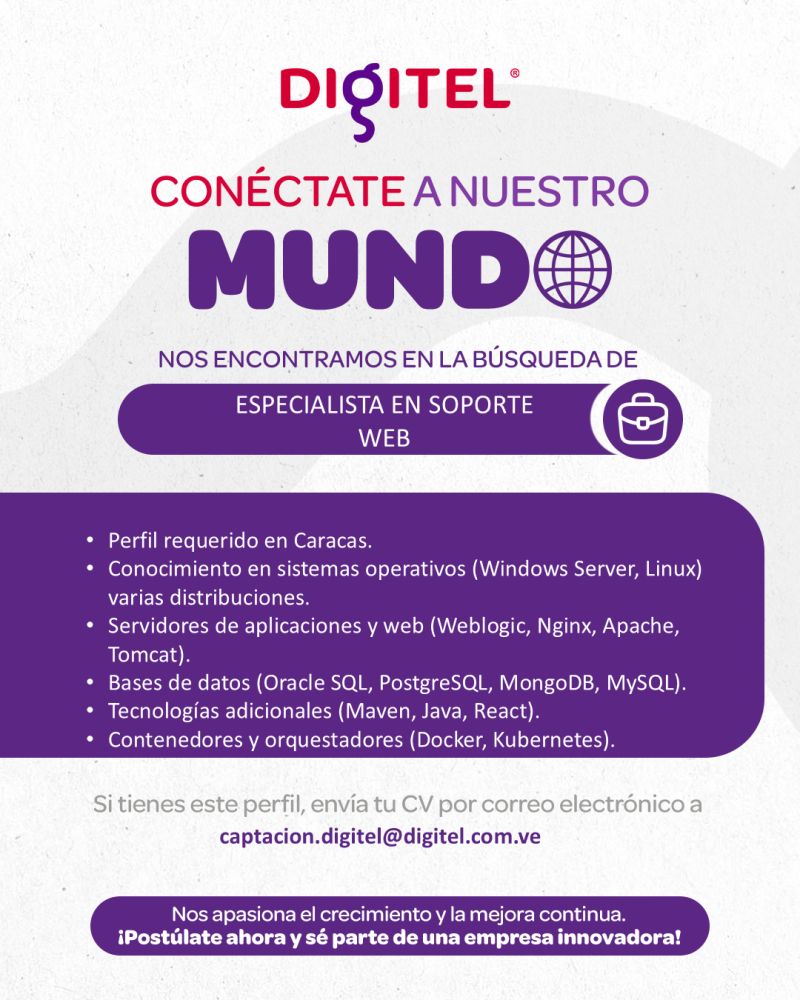 DIGITEL®
CONÉCTATE A NUESTRO
MUNDO
NOS ENCONTRAMOS EN LA BÚSQUEDA DE
ESPECIALISTA EN SOPORTE
WEB
• Perfil requerido en Caracas.
• Conocimiento en sistemas operativos (Windows Server, Linux)
varias distribuciones.
• Servidores de aplicaciones y web (Weblogic, Nginx, Apache,
Tomcat).
• Bases de datos (Oracle SQL, PostgreSQL, MongoDB, MySQL).
• Tecnologías adicionales (Maven, Java, React).
• Contenedores y orquestadores (Docker, Kubernetes).
Si tienes este perfil, envía tu CV por correo electrónico a
captacion.digitel@digitel.com.ve
Nos apasiona el crecimiento y la mejora continua.
¡Postúlate ahora y sé parte de una empresa innovadora!